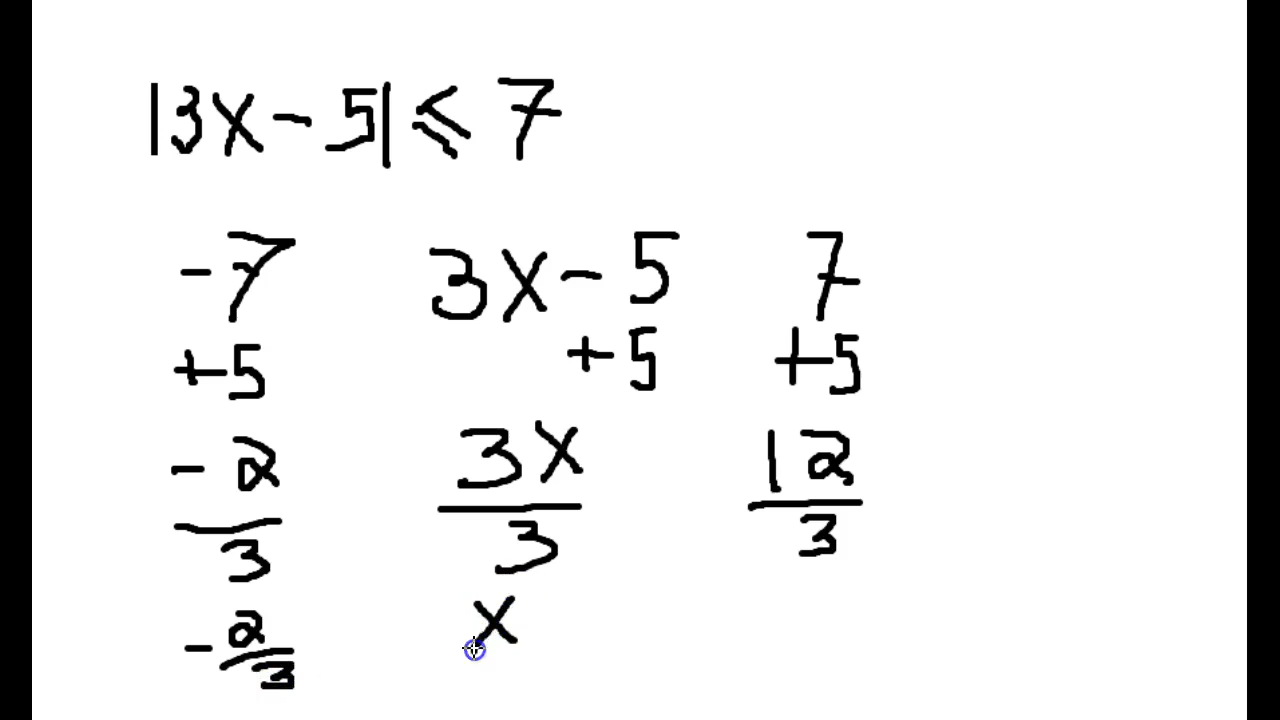 |3x - 5| ≤ 7
-7 3x - 5 7
+5 +5 +5
-2 3x 12
3 3 3
-2/3 x